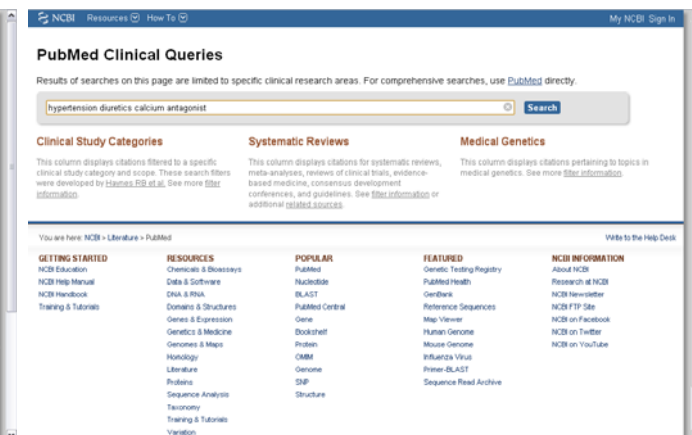 NCBI Resources How To My NCBI Sign In
PubMed Clinical Queries
Results of searches on this page are limited to specific clinical research areas. For comprehensive searches, use PubMed directly.
hypertension diuretics calcium antagonist Search
Clinical Study Categories
This column displays citations filtered to a specific
clinical study category and scope. These search filters
were developed by Haynes RB et al. See more filter
information.
Systematic Reviews
This column displays citations for systematic reviews,
meta-analyses, reviews of clinical trials, evidence-
based medicine, consensus development
conferences, and guidelines. See filter information or
additional related sources.
Medical Genetics
This column displays citations pertaining to topics in
medical genetics. See more filter information.
You are here: NCBI > Literature > PubMed Write to the Help Desk
GETTING STARTED
NCBI Education
NCBI Help Manual
NCBI Handbook
Training & Tutorials
RESOURCES
Chemicals & Bioassays
Data & Software
DNA & RNA
Domains & Structures
Genes & Expression
Genetics & Medicine
Genomes & Maps
Homology
Literature
Proteins
Sequence Analysis
Taxonomy
Training & Tutorials
Variation
POPULAR
PubMed
Nucleotide
BLAST
PubMed Central
Gene
Bookshelf
Protein
OMIM
Genome
SNP
Structure
FEATURED
Genetic Testing Registry
PubMed Health
GenBank
Reference Sequences
Map Viewer
Human Genome
Mouse Genome
Influenza Virus
Primer-BLAST
Sequence Read Archive
NCBI INFORMATION
About NCBI
Research at NCBI
NCBI Newsletter
NCBI FTP Site
NCBI on Facebook
NCBI on Twitter
NCBI on YouTube